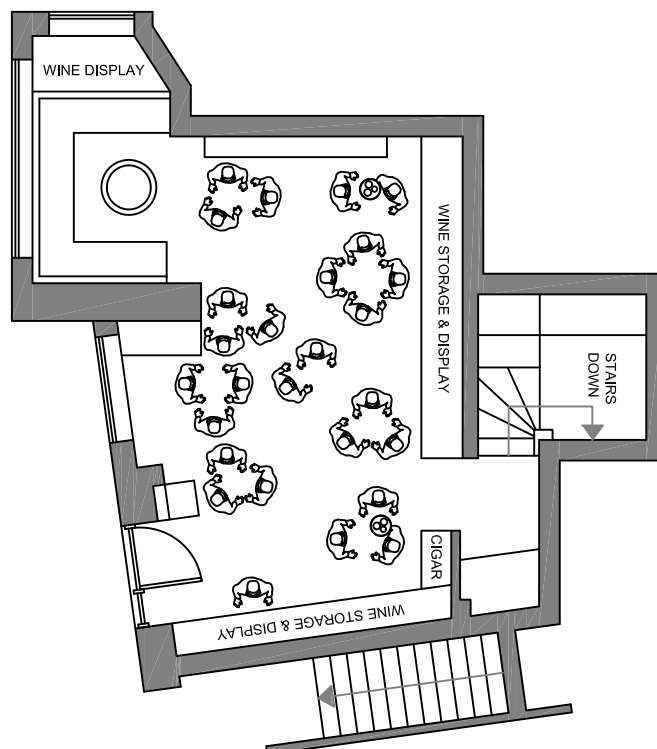 WINE DISPLAY
WINE STORAGE & DISPLAY
STAIRS
DOWN
CIGAR
WINE STORAGE & DISPLAY